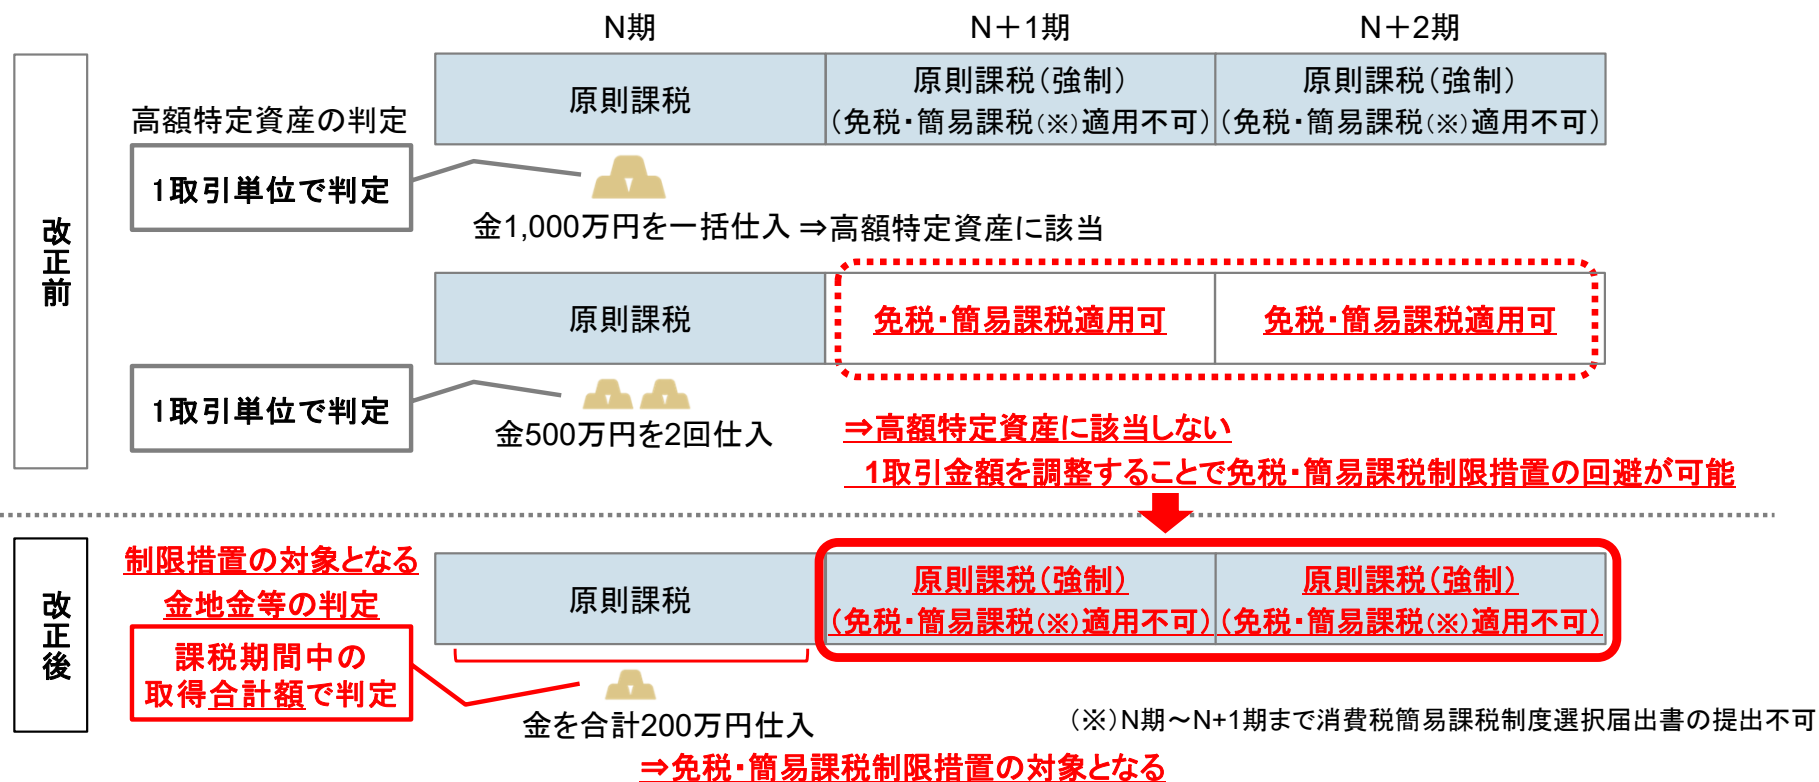 N期
N＋1期
N＋2期
改正前
高額特定資産の判定
1取引単位で判定
原則課税
原則課税（強制）
（免税・簡易課税（※）適用不可）
原則課税（強制）
（免税・簡易課税（※）適用不可）
金1,000万円を一括仕入 ⇒高額特定資産に該当
1取引単位で判定
原則課税
免税・簡易課税適用可
免税・簡易課税適用可
金500万円を2回仕入
⇒高額特定資産に該当しない
1取引金額を調整することで免税・簡易課税制限措置の回避が可能
改正後
制限措置の対象となる
金地金等の判定
課税期間中の
取得合計額で判定
原則課税
原則課税（強制）
（免税・簡易課税（※）適用不可）
原則課税（強制）
（免税・簡易課税（※）適用不可）
金を合計200万円仕入
（※）N期～N+1期まで消費税簡易課税制度選択届出書の提出不可
⇒免税・簡易課税制限措置の対象となる